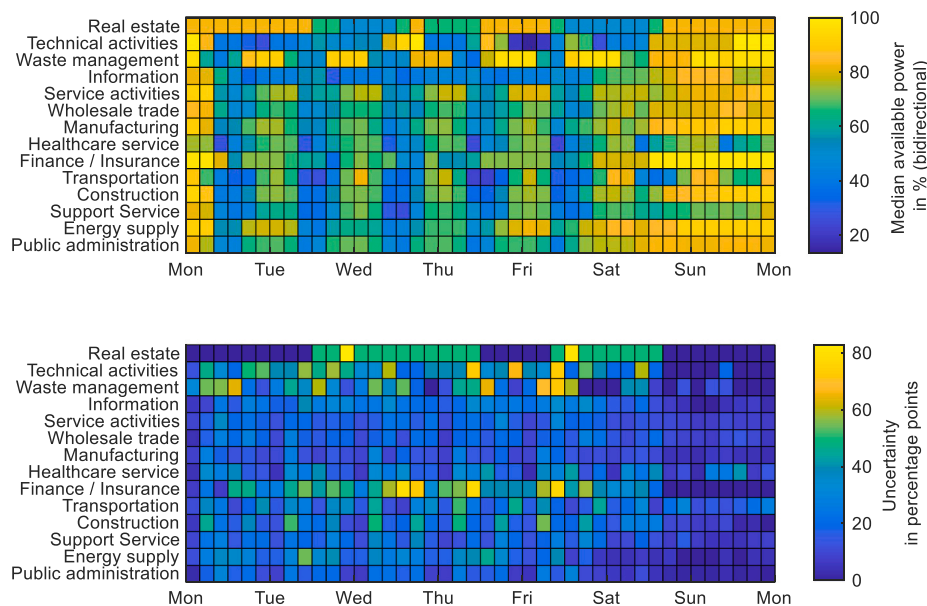 Real estate
Technical activities
Waste management
Information
Service activities
Wholesale trade
Manufacturing
Healthcare service
Finance / Insurance
Transportation
Construction
Support Service
Energy supply
Public administration
Mon Tue Wed Thu Fri Sat Sun Mon
100
80
60
40
20
Median available power
in % (bidirectional)
Real estate
Technical activities
Waste management
Information
Service activities
Wholesale trade
Manufacturing
Healthcare service
Finance / Insurance
Transportation
Construction
Support Service
Energy supply
Public administration
Mon Tue Wed Thu Fri Sat Sun Mon
80
60
40
20
0
Uncertainty
in percentage points